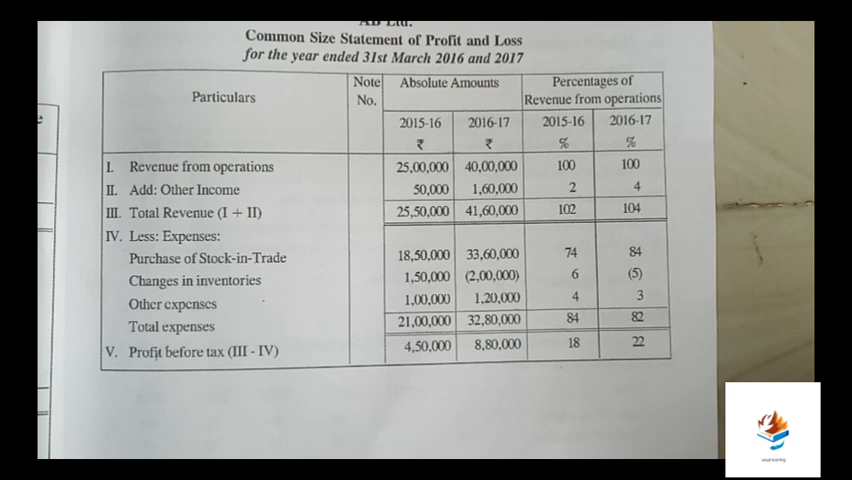 AB Ltd.
Common Size Statement of Profit and Loss
for the year ended 31st March 2016 and 2017
Particulars Note No. Absolute Amounts Percentages of Revenue from operations
2015-16 2016-17 2015-16 2016-17
₹ ₹ % %
I. Revenue from operations 25,00,000 40,00,000 100 100
II. Add: Other Income 50,000 1,60,000 2 4
III. Total Revenue (I + II) 25,50,000 41,60,000 102 104
IV. Less: Expenses:
Purchase of Stock-in-Trade 18,50,000 33,60,000 74 84
Changes in inventories 1,50,000 (2,00,000) 6 (5)
Other expenses 1,00,000 1,20,000 4 3
Total expenses 21,00,000 32,80,000 84 82
V. Profit before tax (III - IV) 4,50,000 8,80,000 18 22